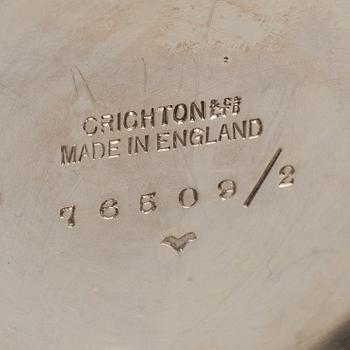 CRICHTON & CO LTD
MADE IN ENGLAND
76509/2